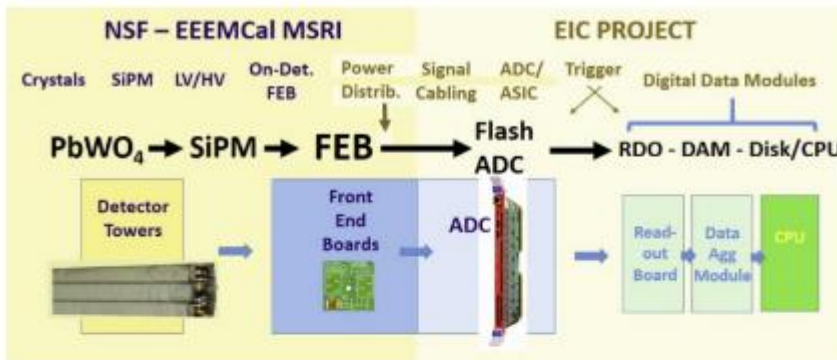 NSF – EEEMCal MSRI
EIC PROJECT
Crystals
SiPM
LV/HV
On-Det.
FEB
Power
Distrib.
Signal
Cabling
ADC/
ASIC
Trigger
Digital Data Modules
PbWO4
SiPM
FEB
Flash
ADC
RDO - DAM - Disk/CPU
Detector
Towers
Front
End
Boards
ADC
Read-
out
Board
Data
Agg
Module
CPU